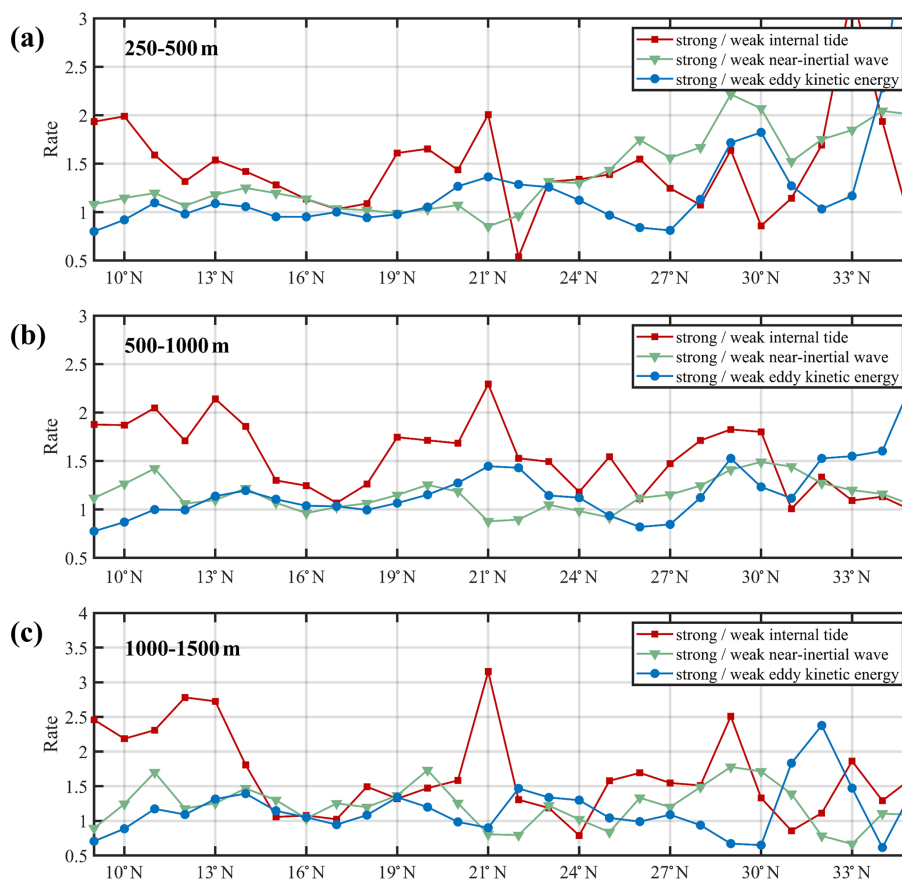 (a)
250-500 m
strong / weak internal tide
strong / weak near-inertial wave
strong / weak eddy kinetic energy
Rate
3
2.5
2
1.5
1
0.5
10°N 13°N 16°N 19°N 21°N 24°N 27°N 30°N 33°N
(b)
500-1000 m
strong / weak internal tide
strong / weak near-inertial wave
strong / weak eddy kinetic energy
Rate
3
2.5
2
1.5
1
0.5
10°N 13°N 16°N 19°N 21°N 24°N 27°N 30°N 33°N
(c)
1000-1500 m
strong / weak internal tide
strong / weak near-inertial wave
strong / weak eddy kinetic energy
Rate
4
3.5
3
2.5
2
1.5
1
0.5
10°N 13°N 16°N 19°N 21°N 24°N 27°N 30°N 33°N